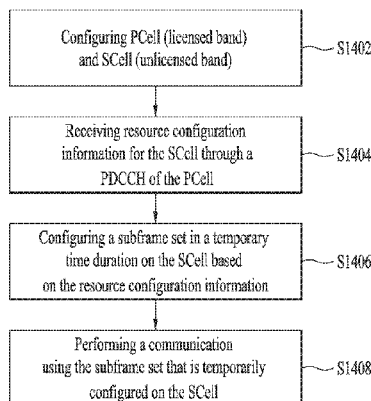 Configuring PCell (licensed band)
and SCell (unlicensed band)
S1402
Receiving resource configuration
information for the SCell through a
PDCCH of the PCell
S1404
Configuring a subframe set in a temporary
time duration on the SCell based
on the resource configuration information
S1406
Performing a communication
using the subframe set that is temporarily
configured on the SCell
S1408